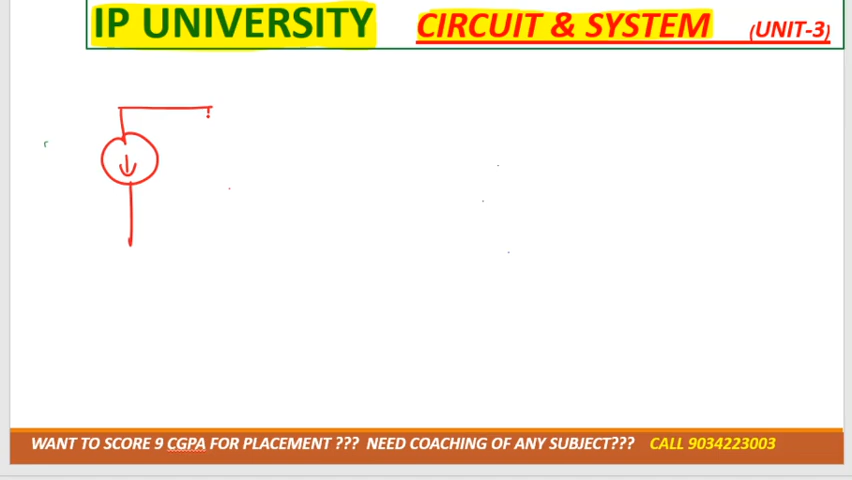 IP UNIVERSITY CIRCUIT & SYSTEM (UNIT-3)
WANT TO SCORE 9 CGPA FOR PLACEMENT ??? NEED COACHING OF ANY SUBJECT??? CALL 9034223003